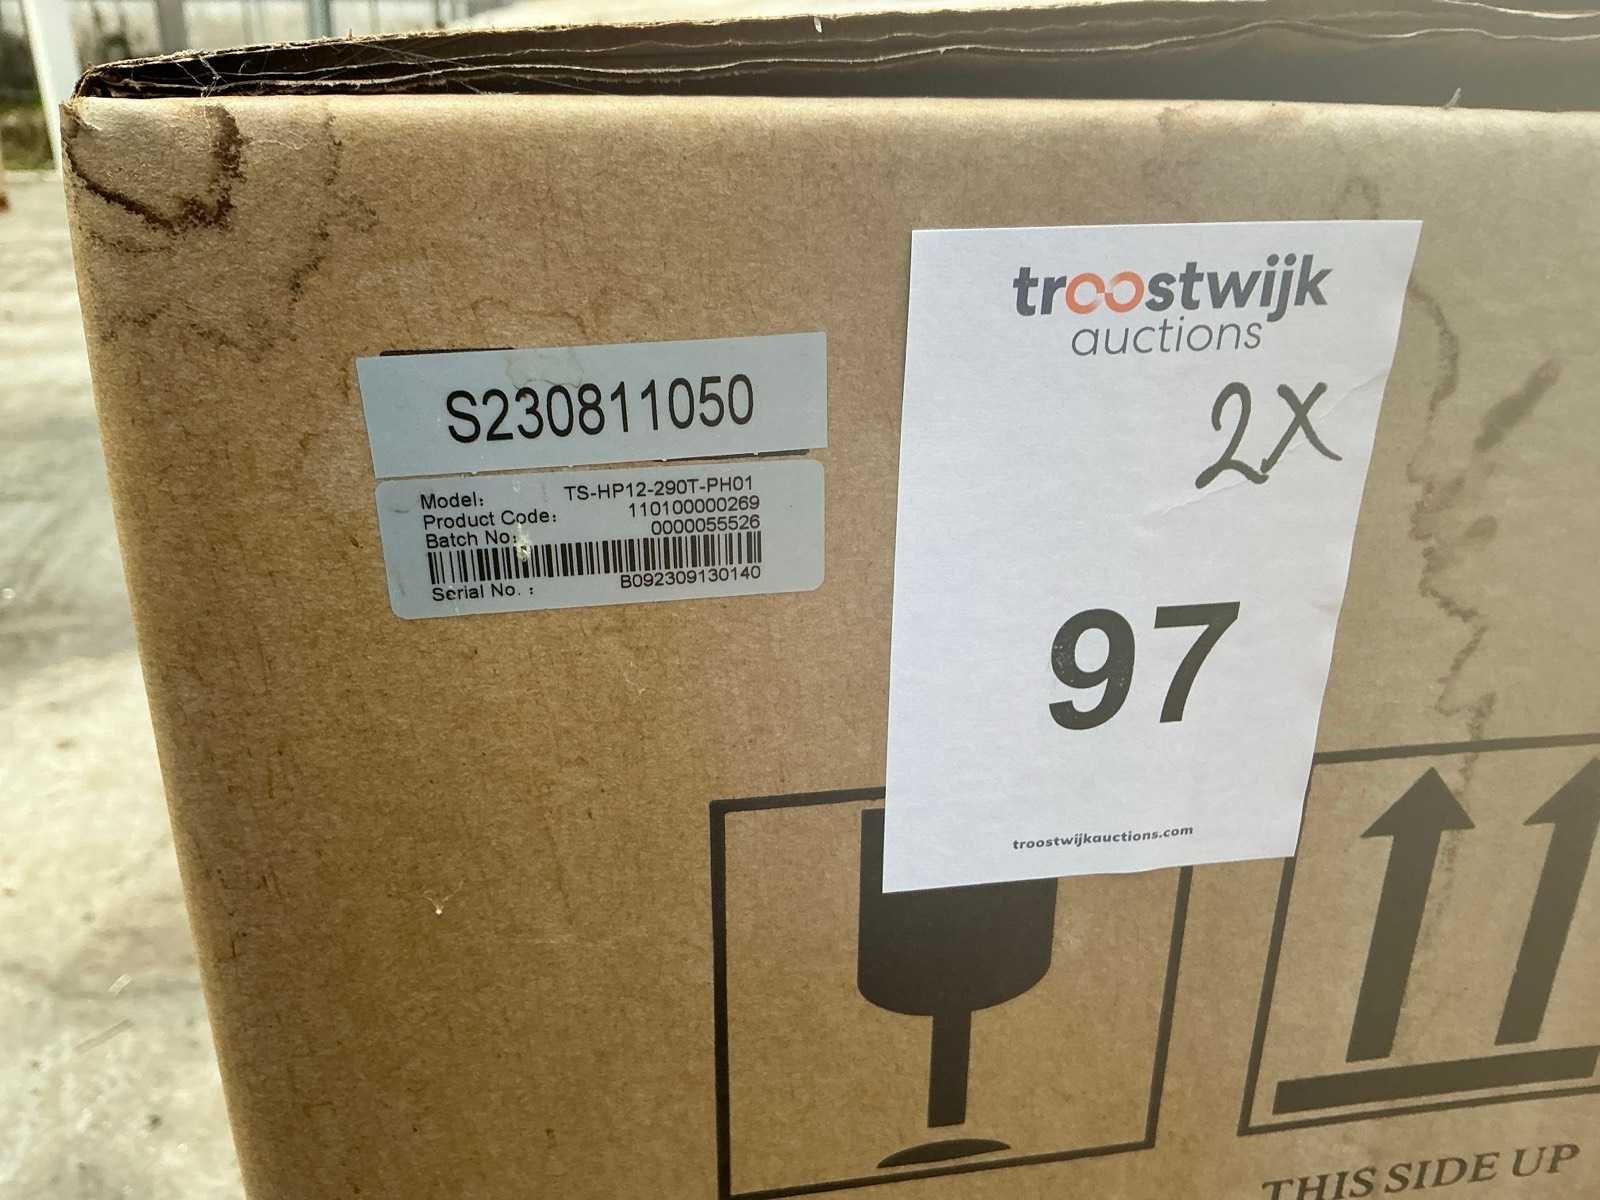 troostwijk
auctions
2X
97
troostwijkauctions.com
S230811050
Model: TS-HP12-290T-PH01
Product Code: 110100000269
Batch No: 0000055526
Serial No. : B092309130140
THIS SIDE UP